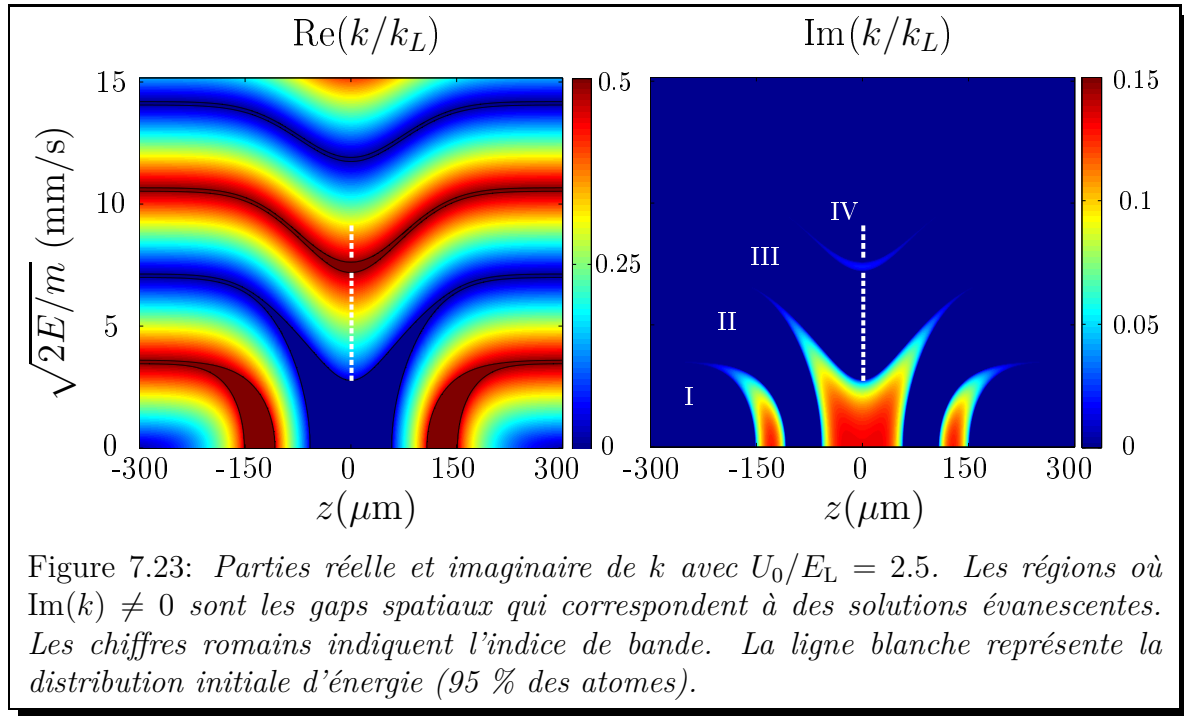 Re(k/k_L)
Im(k/k_L)
√2E/m (mm/s)
15
10
5
0
-300
-150
0
150
300
z(μm)
0.5
0.25
0
I
II
III
IV
-300
-150
0
150
300
z(μm)
0.15
0.1
0.05
0
Figure 7.23: Parties réelle et imaginaire de k avec U₀/E_L = 2.5. Les régions où
Im(k) ≠ 0 sont les gaps spatiaux qui correspondent à des solutions évanescentes.
Les chiffres romains indiquent l'indice de bande. La ligne blanche représente la
distribution initiale d'énergie (95 % des atomes).